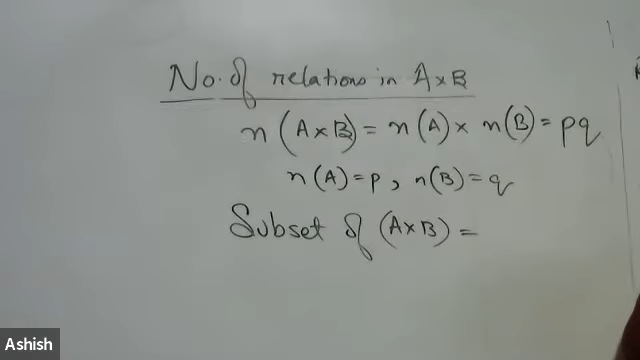 No. of relations in A×B
n(A×B) = n(A) × n(B) = pq
n(A)=p, n(B)=q
Subset of (A×B) =
Ashish